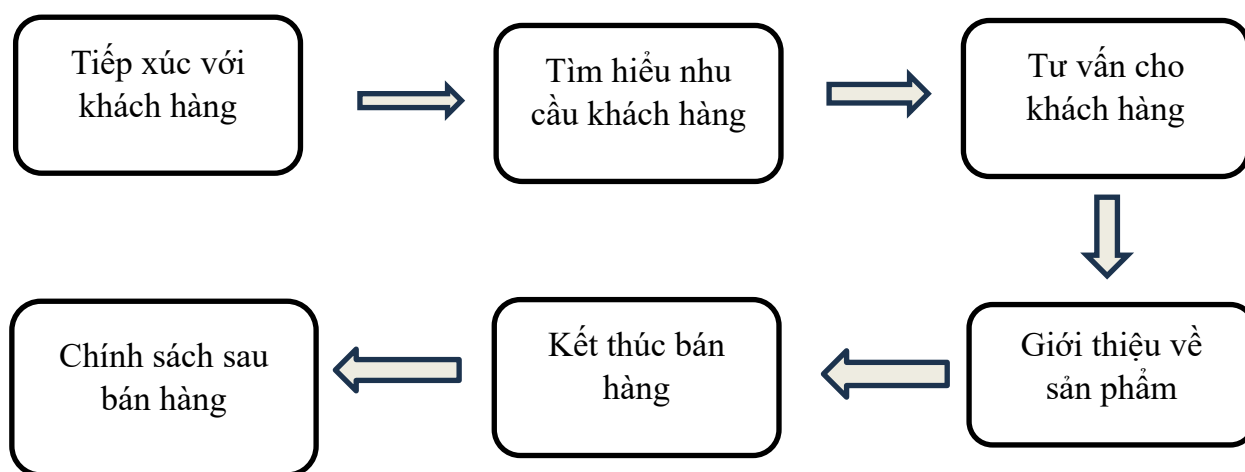 Tiếp xúc với
khách hàng
Tìm hiểu nhu
cầu khách hàng
Tư vấn cho
khách hàng
Giới thiệu về
sản phẩm
Kết thúc bán
hàng
Chính sách sau
bán hàng